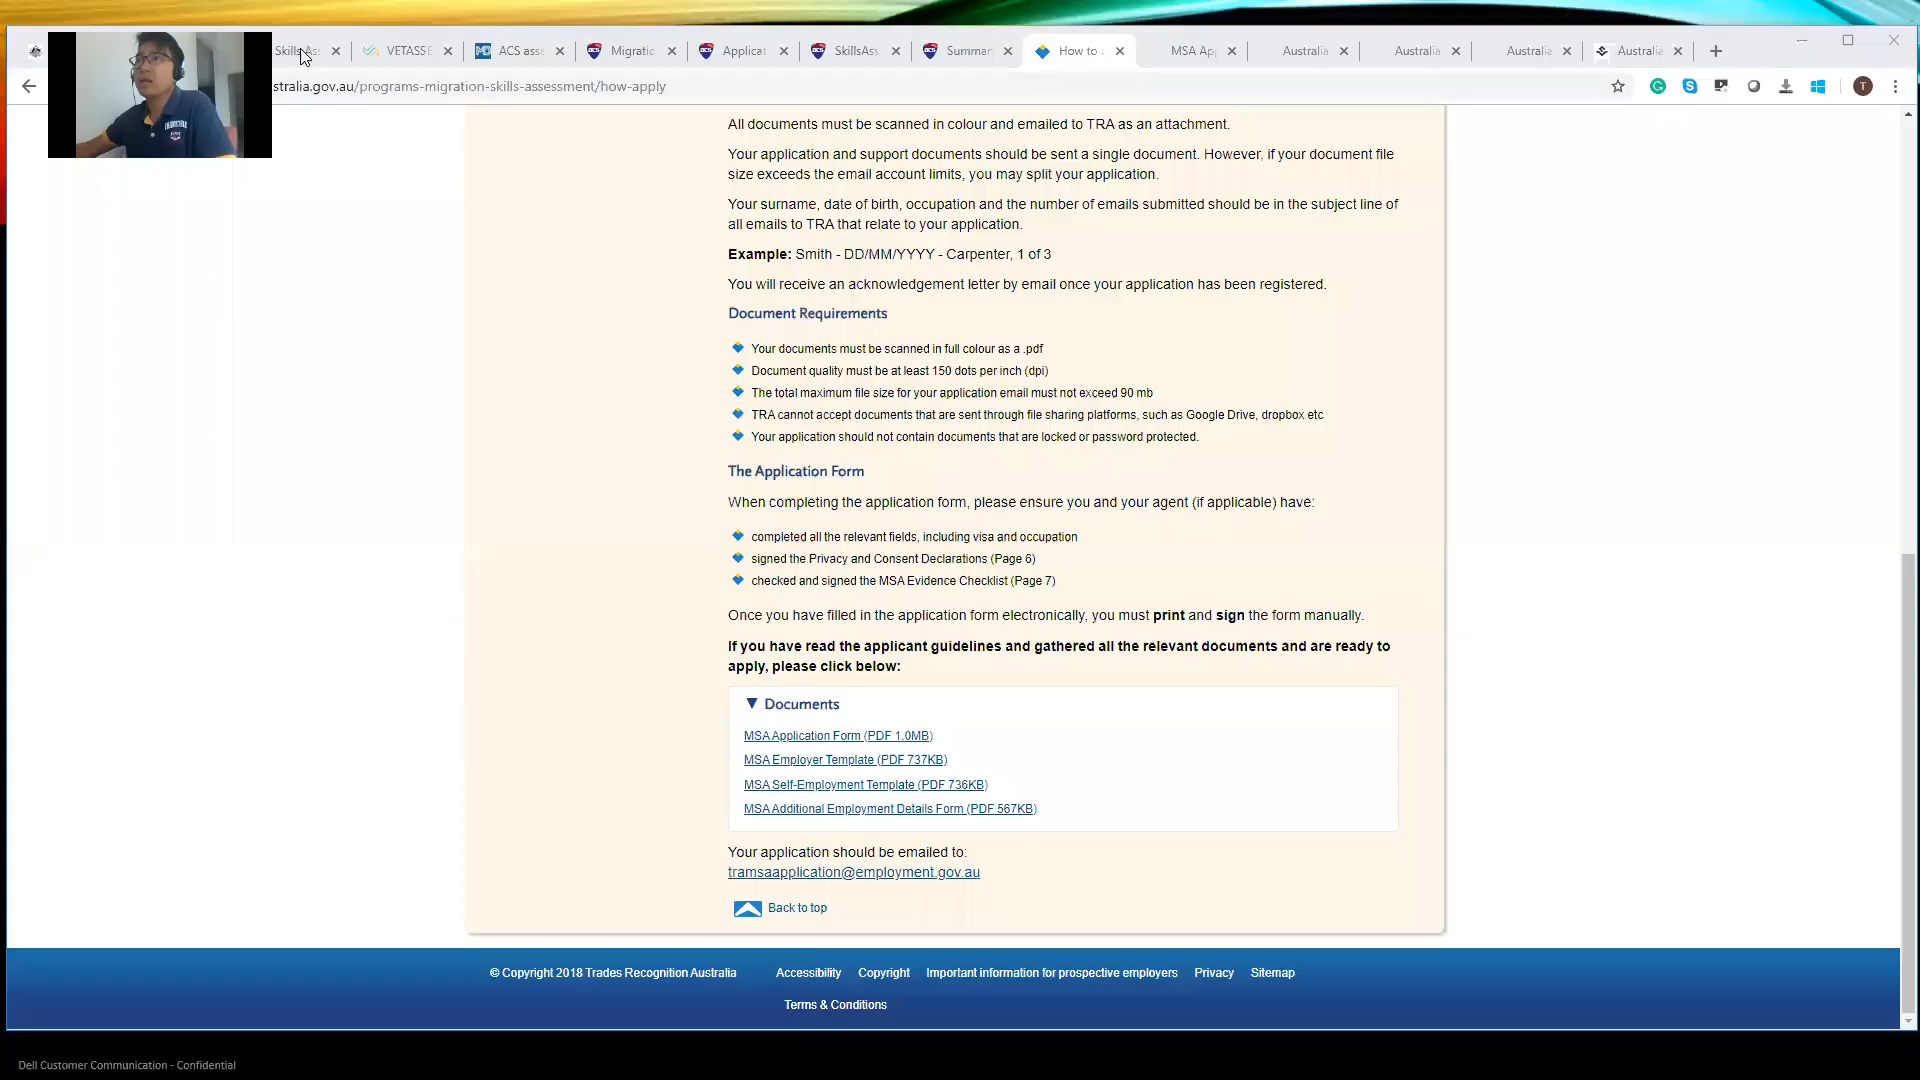 Skills As
VETASSE
ACS asse
Migratio
Applicat
SkillsAss
Summar
How to a
MSA Ap
Australia
Australia
Australia
Australia
stralia.gov.au/programs-migration-skills-assessment/how-apply
T
All documents must be scanned in colour and emailed to TRA as an attachment.
Your application and support documents should be sent a single document. However, if your document file
size exceeds the email account limits, you may split your application.
Your surname, date of birth, occupation and the number of emails submitted should be in the subject line of
all emails to TRA that relate to your application.
Example: Smith - DD/MM/YYYY - Carpenter, 1 of 3
You will receive an acknowledgement letter by email once your application has been registered.
Document Requirements
Your documents must be scanned in full colour as a .pdf
Document quality must be at least 150 dots per inch (dpi)
The total maximum file size for your application email must not exceed 90 mb
TRA cannot accept documents that are sent through file sharing platforms, such as Google Drive, dropbox etc
Your application should not contain documents that are locked or password protected.
The Application Form
When completing the application form, please ensure you and your agent (if applicable) have:
completed all the relevant fields, including visa and occupation
signed the Privacy and Consent Declarations (Page 6)
checked and signed the MSA Evidence Checklist (Page 7)
Once you have filled in the application form electronically, you must print and sign the form manually.
If you have read the applicant guidelines and gathered all the relevant documents and are ready to
apply, please click below:
Documents
MSA Application Form (PDF 1.0MB)
MSA Employer Template (PDF 737KB)
MSA Self-Employment Template (PDF 736KB)
MSA Additional Employment Details Form (PDF 567KB)
Your application should be emailed to:
tramsaapplication@employment.gov.au
Back to top
© Copyright 2018 Trades Recognition Australia
Accessibility
Copyright
Important information for prospective employers
Privacy
Sitemap
Terms & Conditions
Dell Customer Communication - Confidential